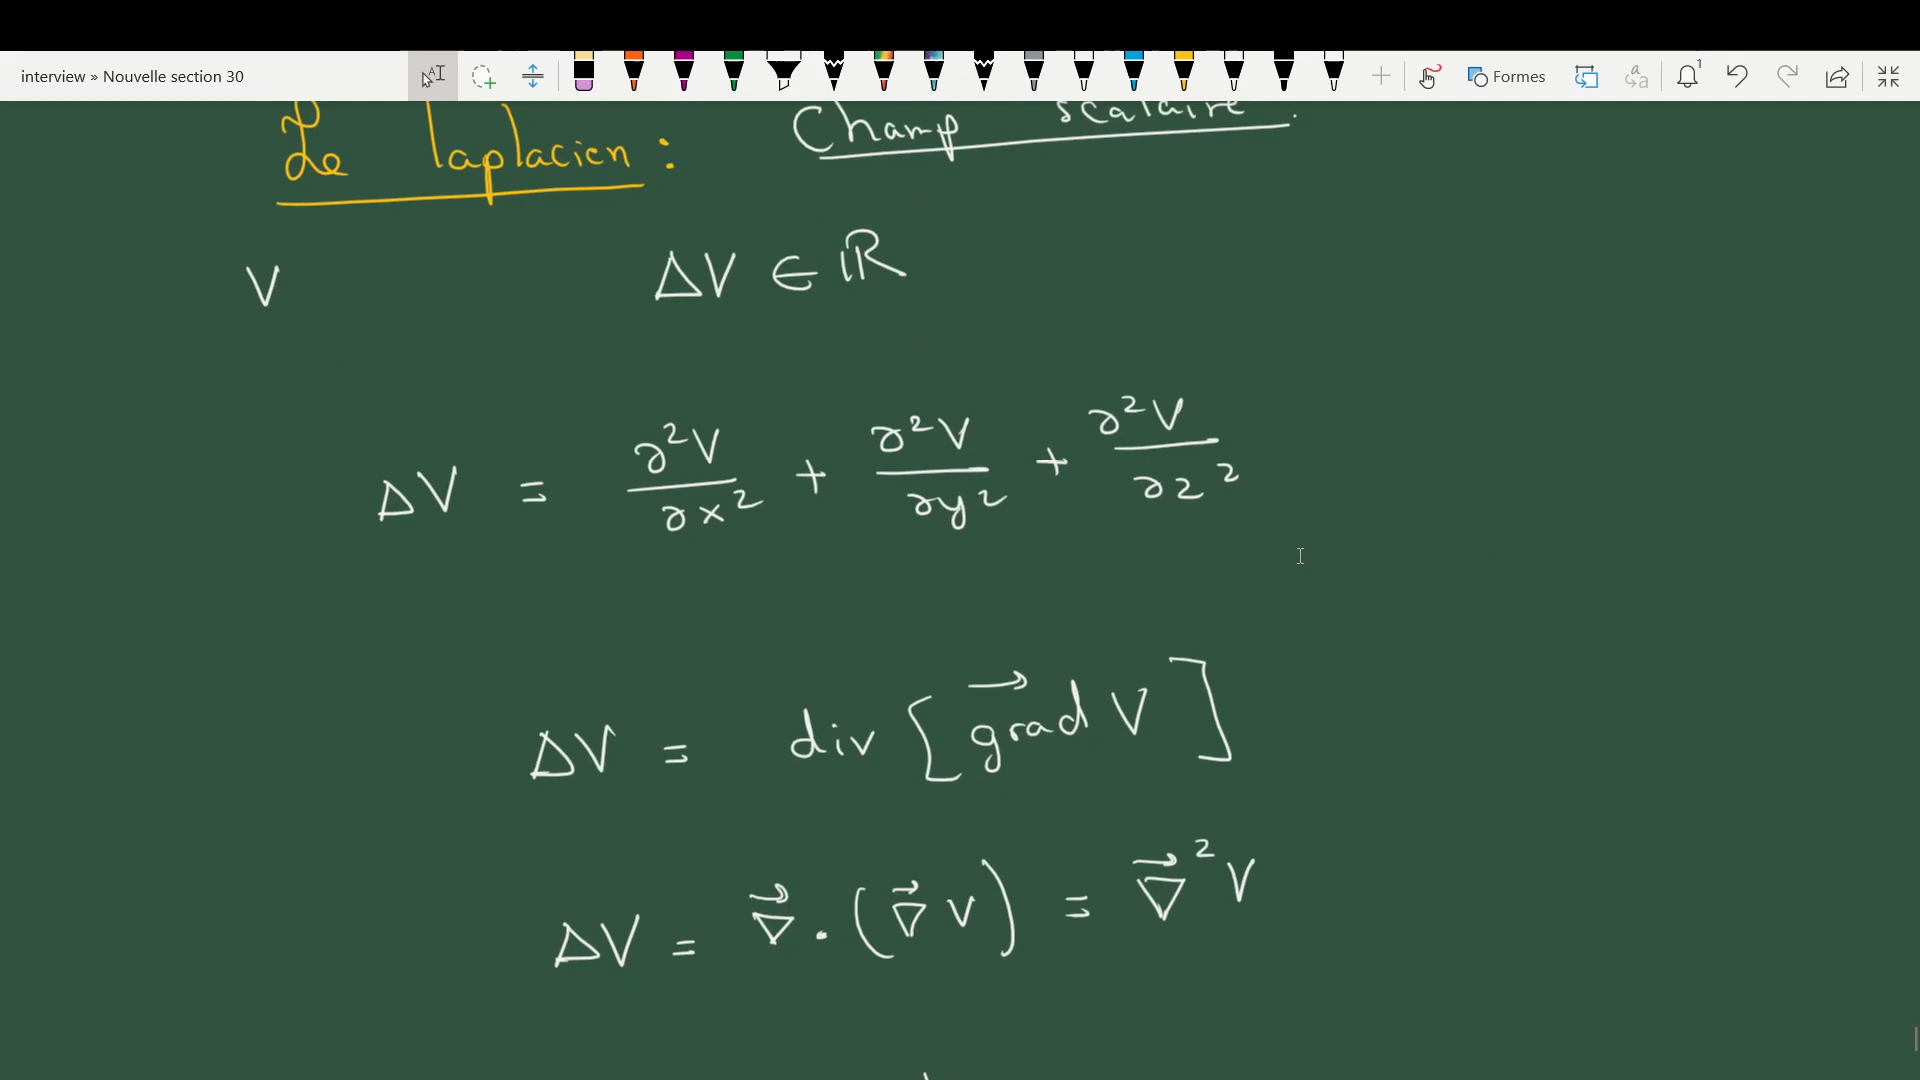 interview » Nouvelle section 30
Formes
1
Le laplacien : Champ scalaire.
V ΔV ∈ ℝ
ΔV = ∂²V/∂x² + ∂²V/∂y² + ∂²V/∂z²
ΔV = div [grad⃗ V]
ΔV = ∇⃗ . (∇⃗ V) = ∇⃗² V